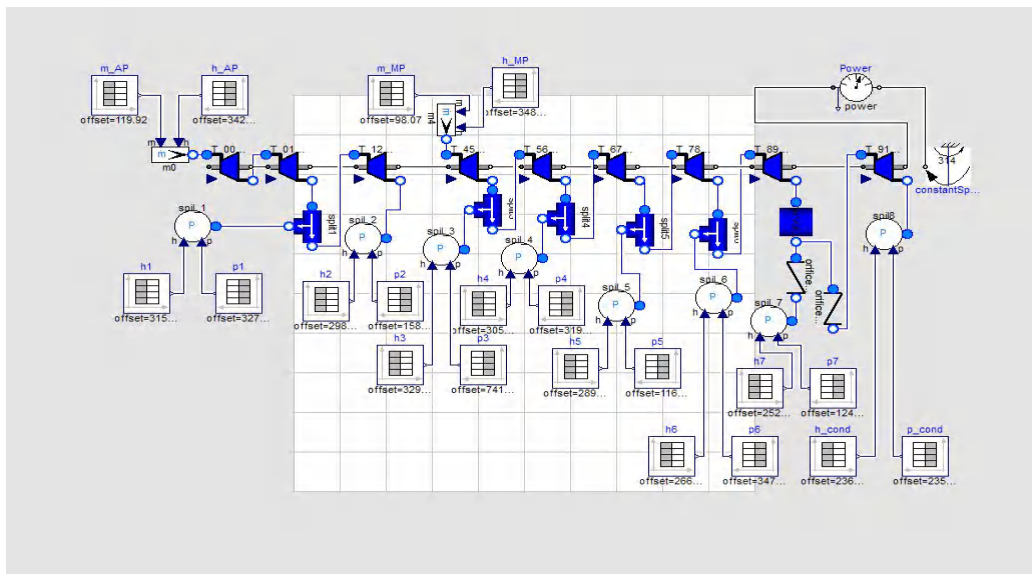 m_AP
h_AP
m_MP
h_MP
Power
offset=119.92
offset=342...
offset=98.07
offset=348...
power
m4
m0
T_00...
T_01...
T_12...
T_45...
T_56...
T_67...
T_78...
T_89...
T_91...
314
constantSp...
spil_1
P
h
p
split1
spil_2
P
h
p
spil_3
P
h
p
spil_4
P
h
p
split4
split5
spil8
P
h
p
h1
p1
offset=315...
offset=327...
h2
p2
offset=298...
offset=158...
h4
p4
offset=305...
offset=319...
spil_5
P
h
p
spil_6
P
h
p
spil_7
P
h
p
orifice...
orifice...
h3
p3
offset=329...
offset=741...
h5
p5
offset=289...
offset=116...
h7
p7
offset=252...
offset=124...
h6
p6
offset=266...
offset=347...
h_cond
p_cond
offset=236...
offset=235...